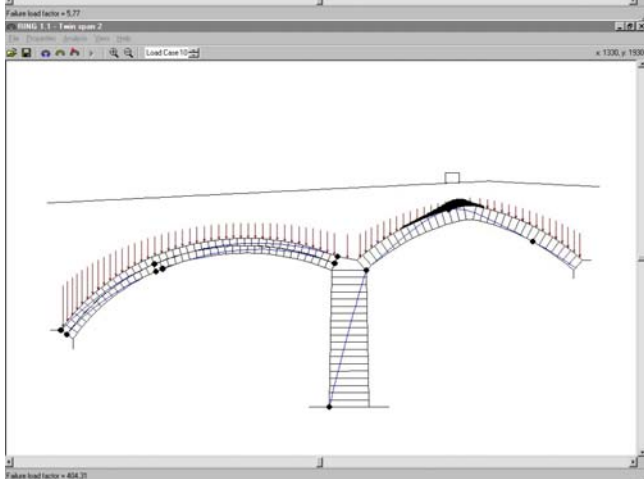 Failure load factor = 5,77
RING 1.1 - Twin span 2
File Properties Analysis View Help
Load Case 10
x: 1330, y: 1930
Failure load factor = 404.31